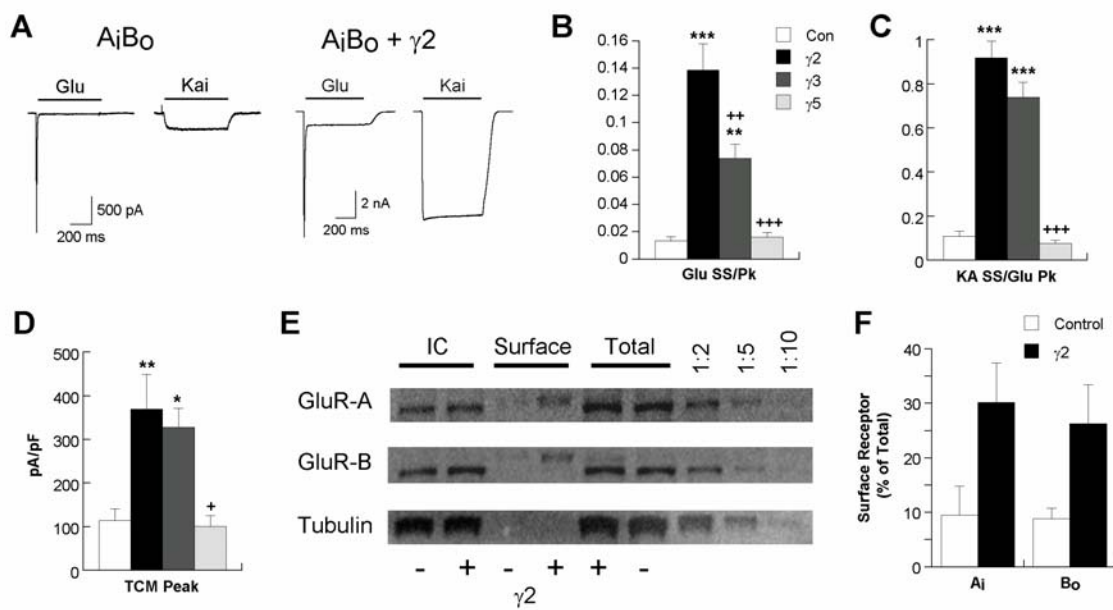 A
AiBo
AiBo + γ2
Glu
Kai
Glu
Kai
500 pA
200 ms
2 nA
200 ms
B
0.16
0.14
0.12
0.1
0.08
0.06
0.04
0.02
0
***
++
**
+++
Glu SS/Pk
Con
γ2
γ3
γ5
C
1
0.8
0.6
0.4
0.2
0
***
***
+++
KA SS/Glu Pk
D
500
400
300
200
100
0
pA/pF
**
*
+
TCM Peak
E
IC
Surface
Total
1:2
1:5
1:10
GluR-A
GluR-B
Tubulin
- + - + + -
γ2
F
Control
γ2
40
30
20
10
0
Surface Receptor
(% of Total)
Ai
Bo